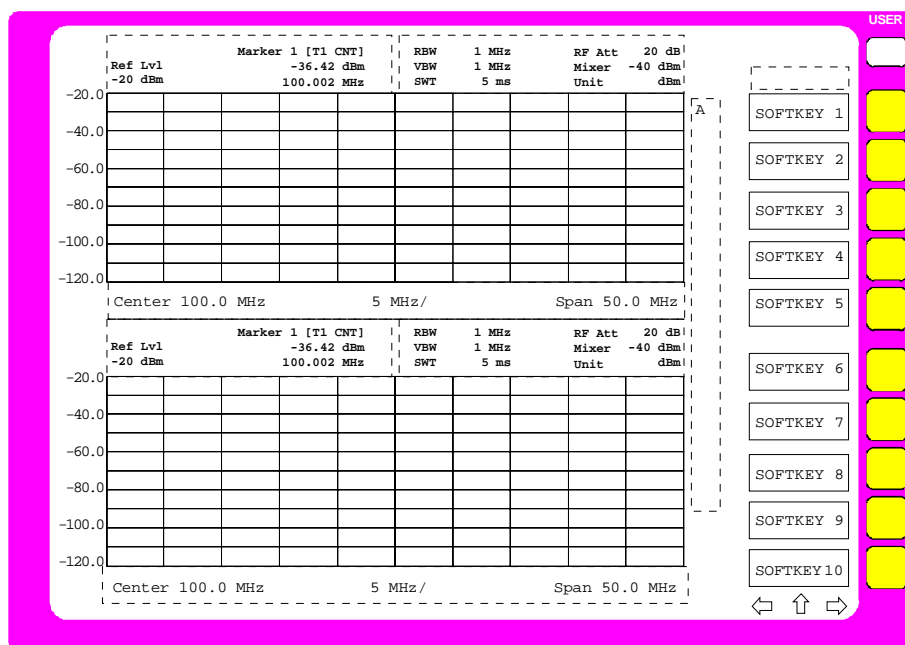 USER
Marker 1 [T1 CNT] RBW 1 MHz RF Att 20 dB
Ref Lvl -36.42 dBm VBW 1 MHz Mixer -40 dBm
-20 dBm 100.002 MHz SWT 5 ms Unit dBm
-20.0
A
SOFTKEY 1
-40.0
SOFTKEY 2
-60.0
-80.0
SOFTKEY 3
-100.0
SOFTKEY 4
-120.0
Center 100.0 MHz 5 MHz/ Span 50.0 MHz
SOFTKEY 5
Marker 1 [T1 CNT] RBW 1 MHz RF Att 20 dB
Ref Lvl -36.42 dBm VBW 1 MHz Mixer -40 dBm
-20 dBm 100.002 MHz SWT 5 ms Unit dBm
SOFTKEY 6
-20.0
-40.0
SOFTKEY 7
-60.0
SOFTKEY 8
-80.0
-100.0
SOFTKEY 9
-120.0
SOFTKEY 10
Center 100.0 MHz 5 MHz/ Span 50.0 MHz